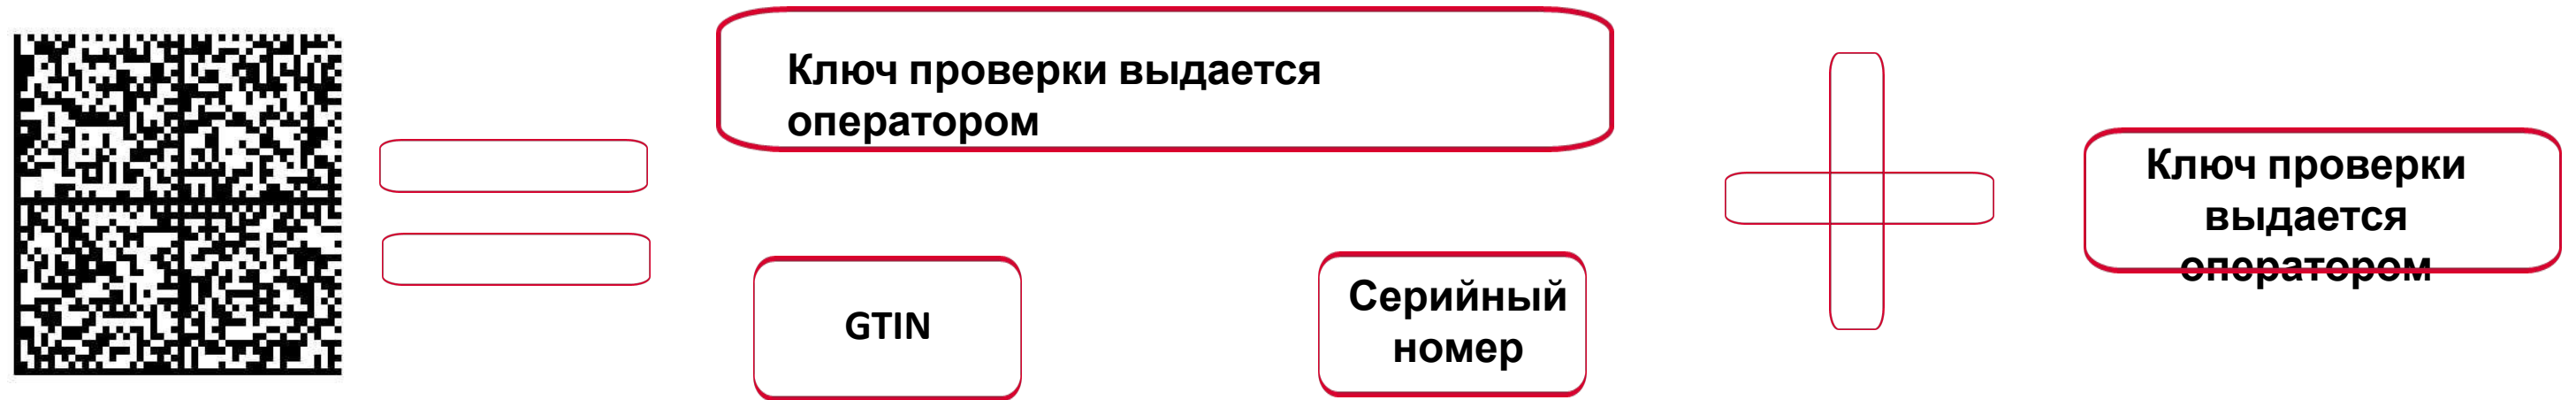 Ключ проверки выдается
оператором
GTIN
Серийный
номер
Ключ проверки
выдается
оператором